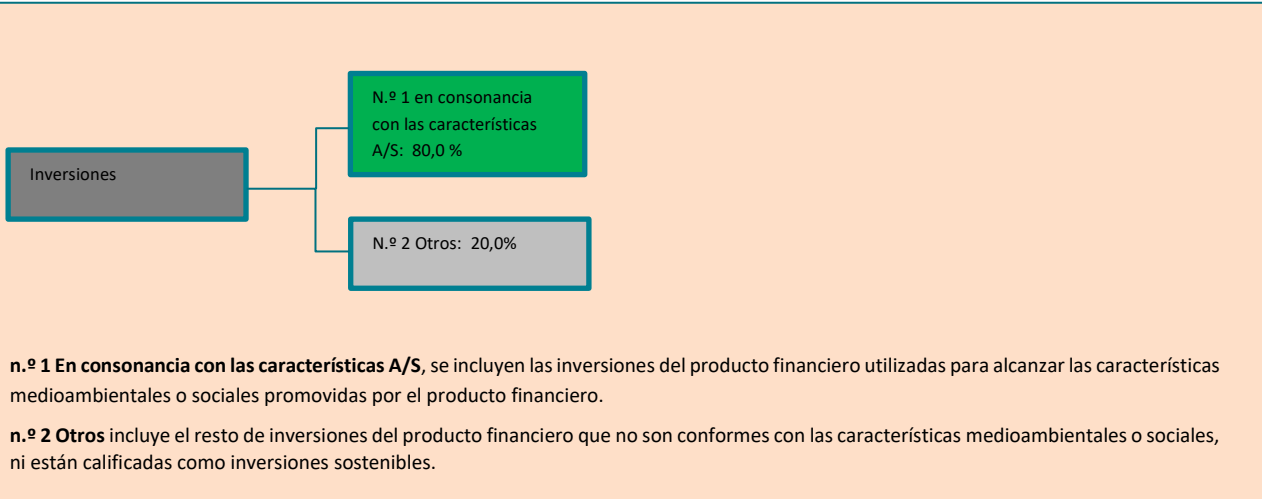 N.º 1 en consonancia
con las características
A/S: 80,0 %
Inversiones
N.º 2 Otros: 20,0%
n.º 1 En consonancia con las características A/S, se incluyen las inversiones del producto financiero utilizadas para alcanzar las características
medioambientales o sociales promovidas por el producto financiero.
n.º 2 Otros incluye el resto de inversiones del producto financiero que no son conformes con las características medioambientales o sociales,
ni están calificadas como inversiones sostenibles.